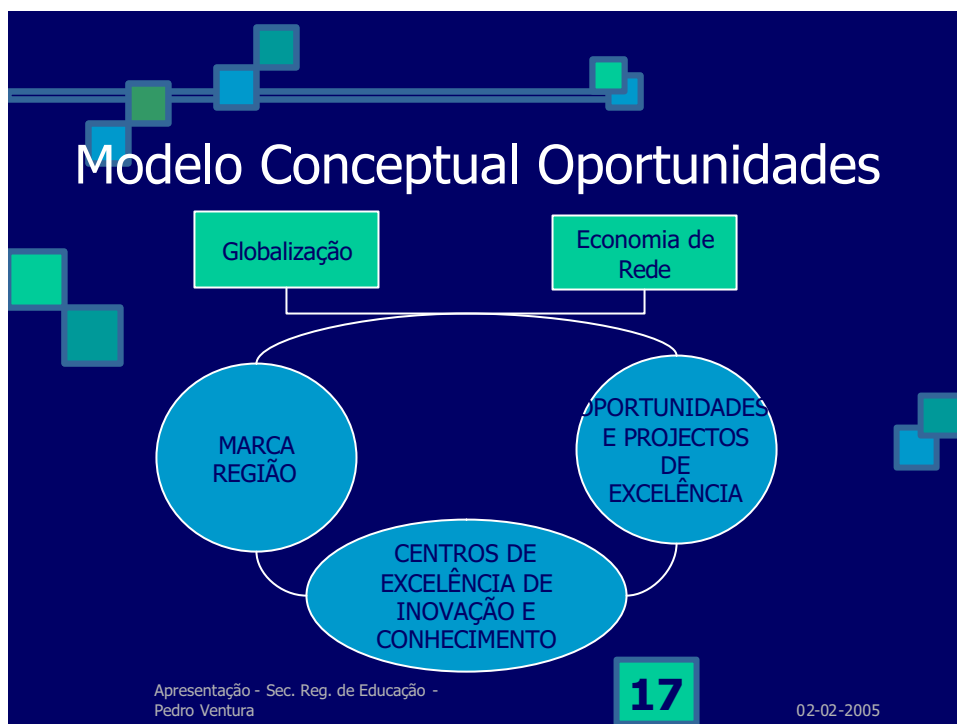 Modelo Conceptual Oportunidades
Globalização
Economia de
Rede
MARCA
REGIÃO
OPORTUNIDADES
E PROJECTOS
DE
EXCELÊNCIA
CENTROS DE
EXCELÊNCIA DE
INOVAÇÃO E
CONHECIMENTO
Apresentação - Sec. Reg. de Educação -
Pedro Ventura
17
02-02-2005